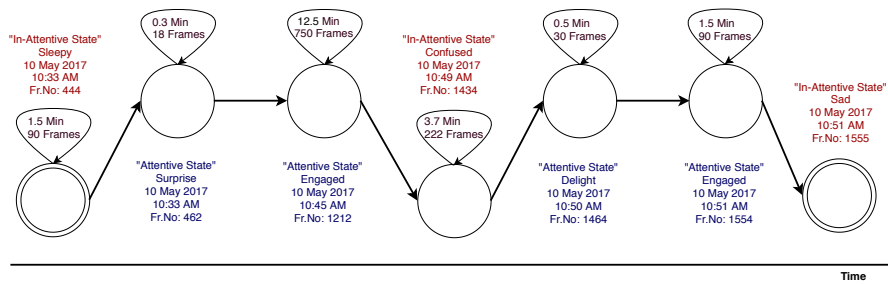 "In-Attentive State"
Sleepy
10 May 2017
10:33 AM
Fr.No: 444
1.5 Min
90 Frames
0.3 Min
18 Frames
"Attentive State"
Surprise
10 May 2017
10:33 AM
Fr.No: 462
12.5 Min
750 Frames
"Attentive State"
Engaged
10 May 2017
10:45 AM
Fr.No: 1212
"In-Attentive State"
Confused
10 May 2017
10:49 AM
Fr.No: 1434
3.7 Min
222 Frames
0.5 Min
30 Frames
"Attentive State"
Delight
10 May 2017
10:50 AM
Fr.No: 1464
1.5 Min
90 Frames
"Attentive State"
Engaged
10 May 2017
10:51 AM
Fr.No: 1554
"In-Attentive State"
Sad
10 May 2017
10:51 AM
Fr.No: 1555
Time